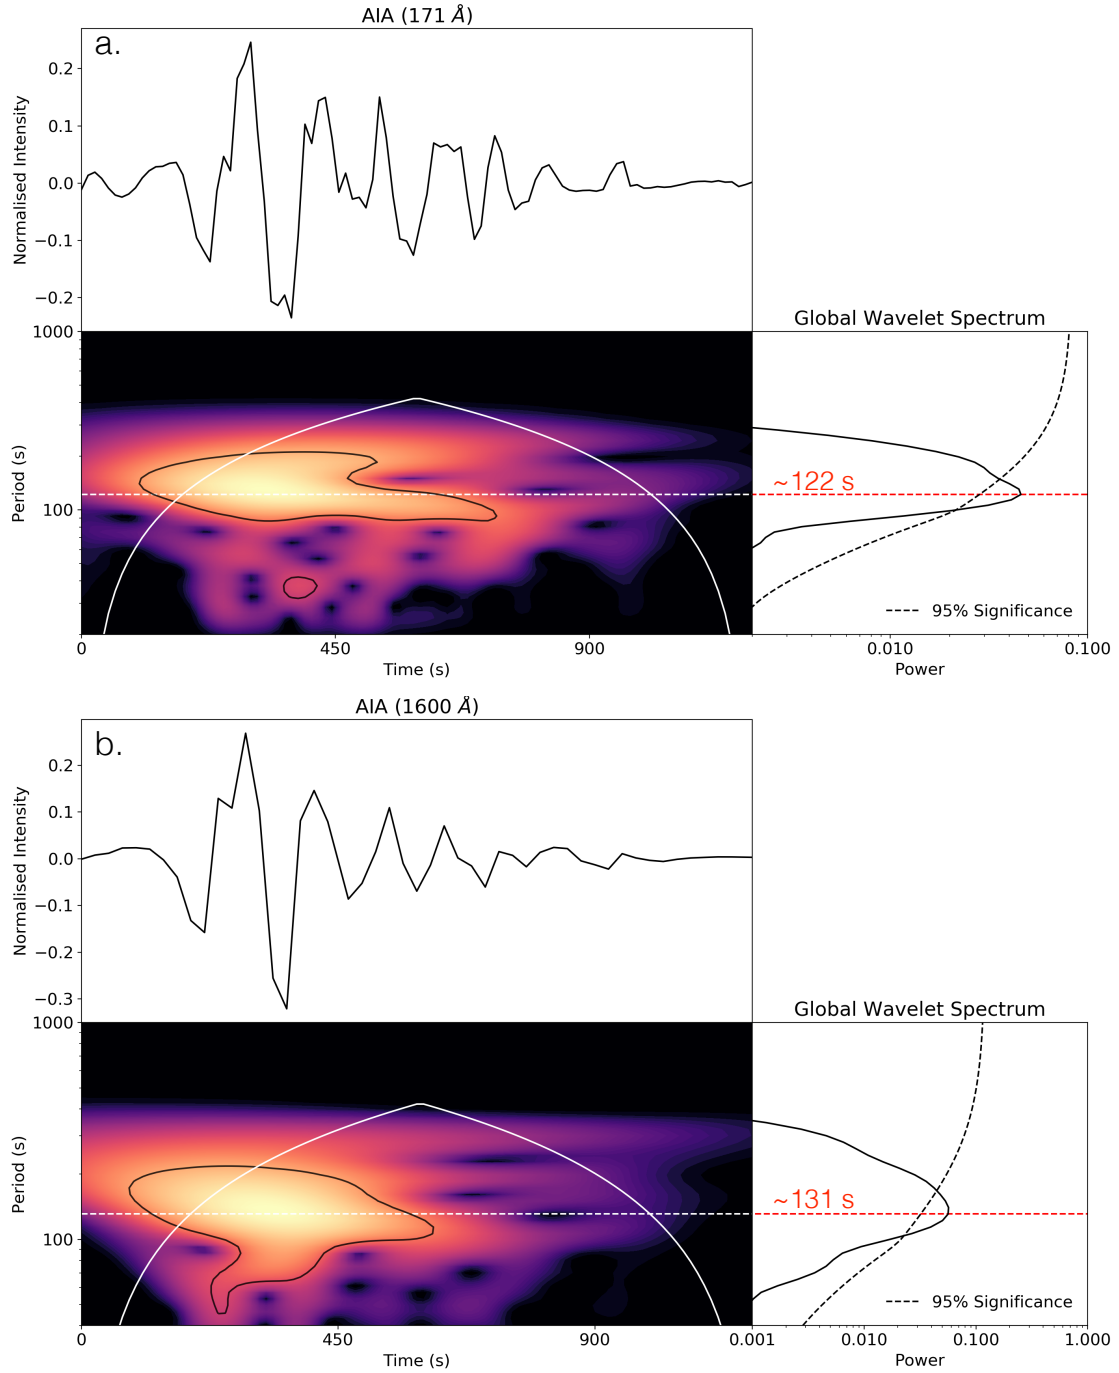 AIA (171 Å)
a.
0.2
0.1
0.0
−0.1
−0.2
Normalised Intensity
Global Wavelet Spectrum
1000
100
Period (s)
~122 s
95% Significance
0
450
900
0.010
0.100
Time (s)
Power
AIA (1600 Å)
b.
0.2
0.1
0.0
−0.1
−0.2
−0.3
Normalised Intensity
Global Wavelet Spectrum
1000
100
Period (s)
~131 s
95% Significance
0
450
900
0.001
0.010
0.100
1.000
Time (s)
Power